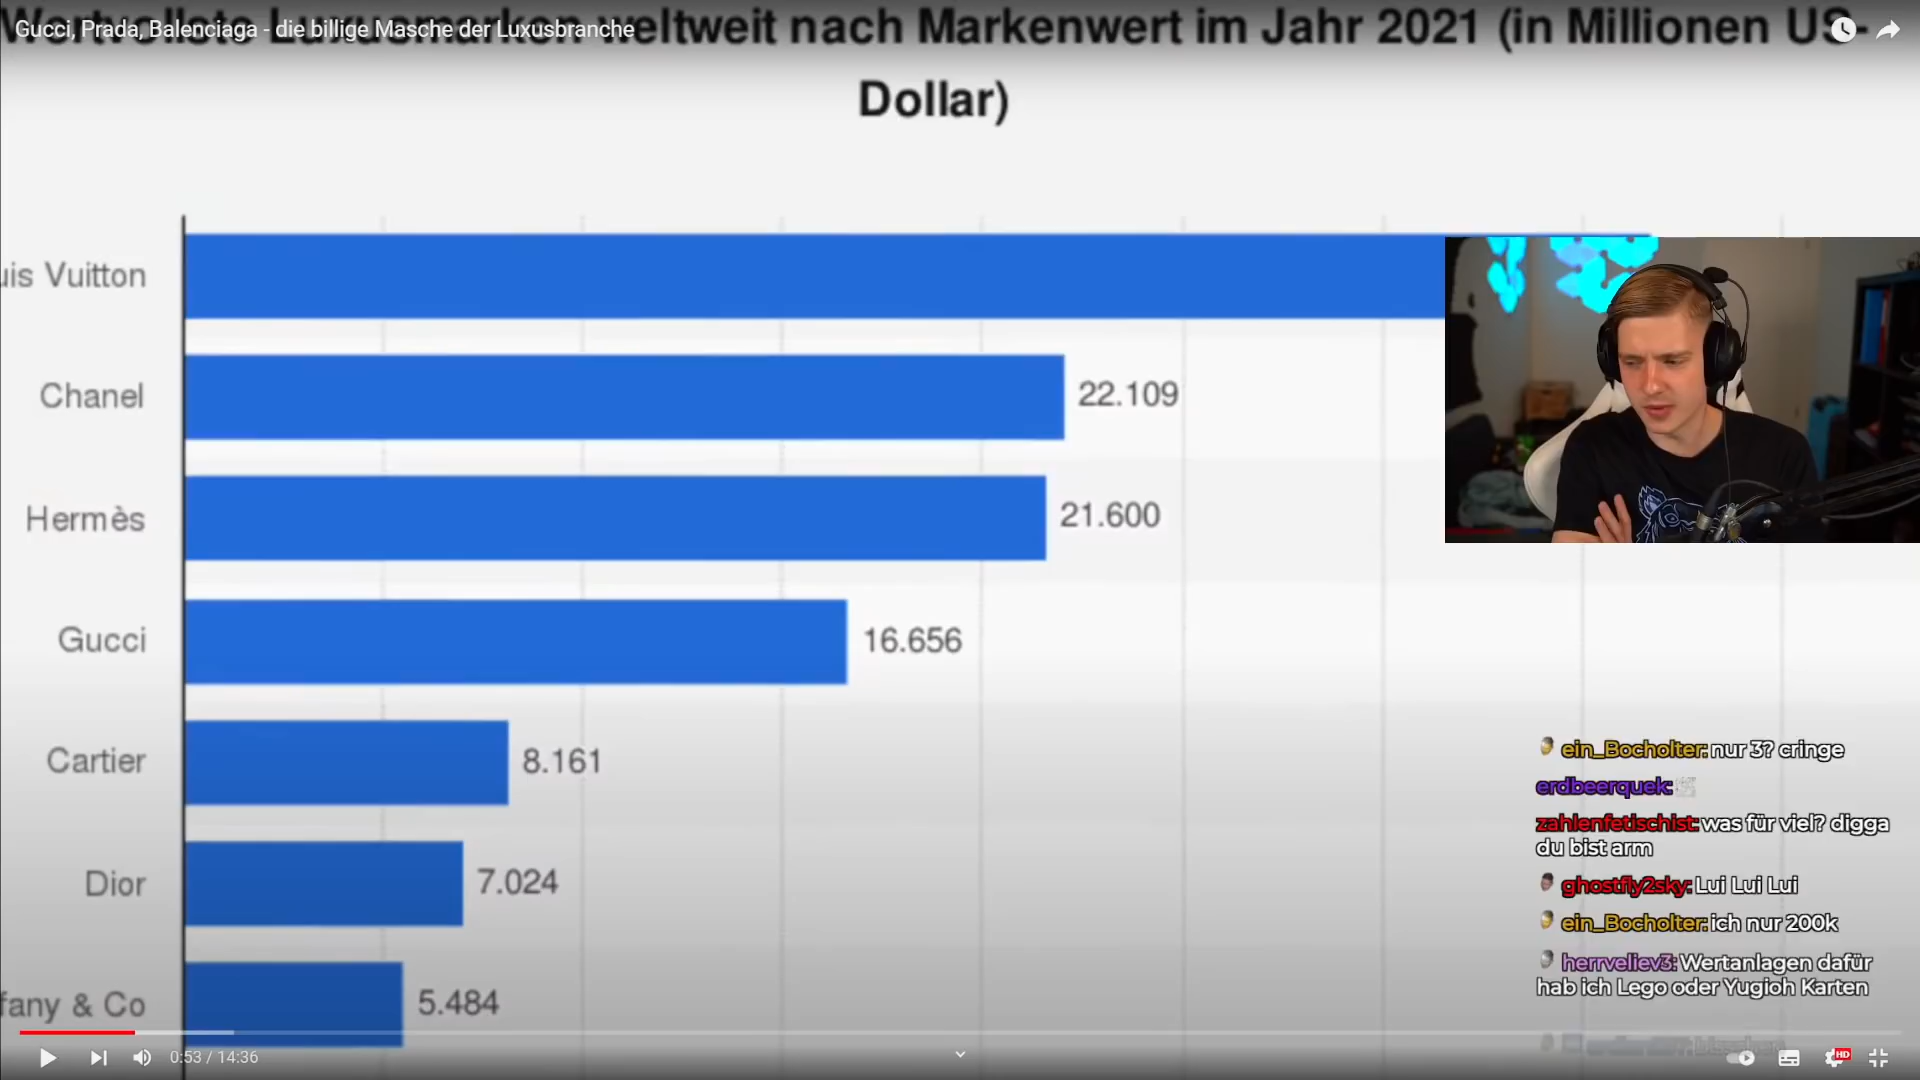 Gucci, Prada, Balenciaga - die billige Masche der Luxusbranche
weltweit nach Markenwert im Jahr 2021 (in Millionen US-
Dollar)
uis Vuitton
Chanel 22.109
Hermès 21.600
Gucci 16.656
Cartier 8.161
Dior 7.024
fany & Co 5.484
ein_Bocholter: nur 3? cringe
erdbeerquek:
zahlenfetischist: was für viel? digga
du bist arm
ghostfly2sky: Lui Lui Lui
ein_Bocholter: ich nur 200k
herrveliev3: Wertanlagen dafür
hab ich Lego oder Yugioh Karten
0:53 / 14:36
HD